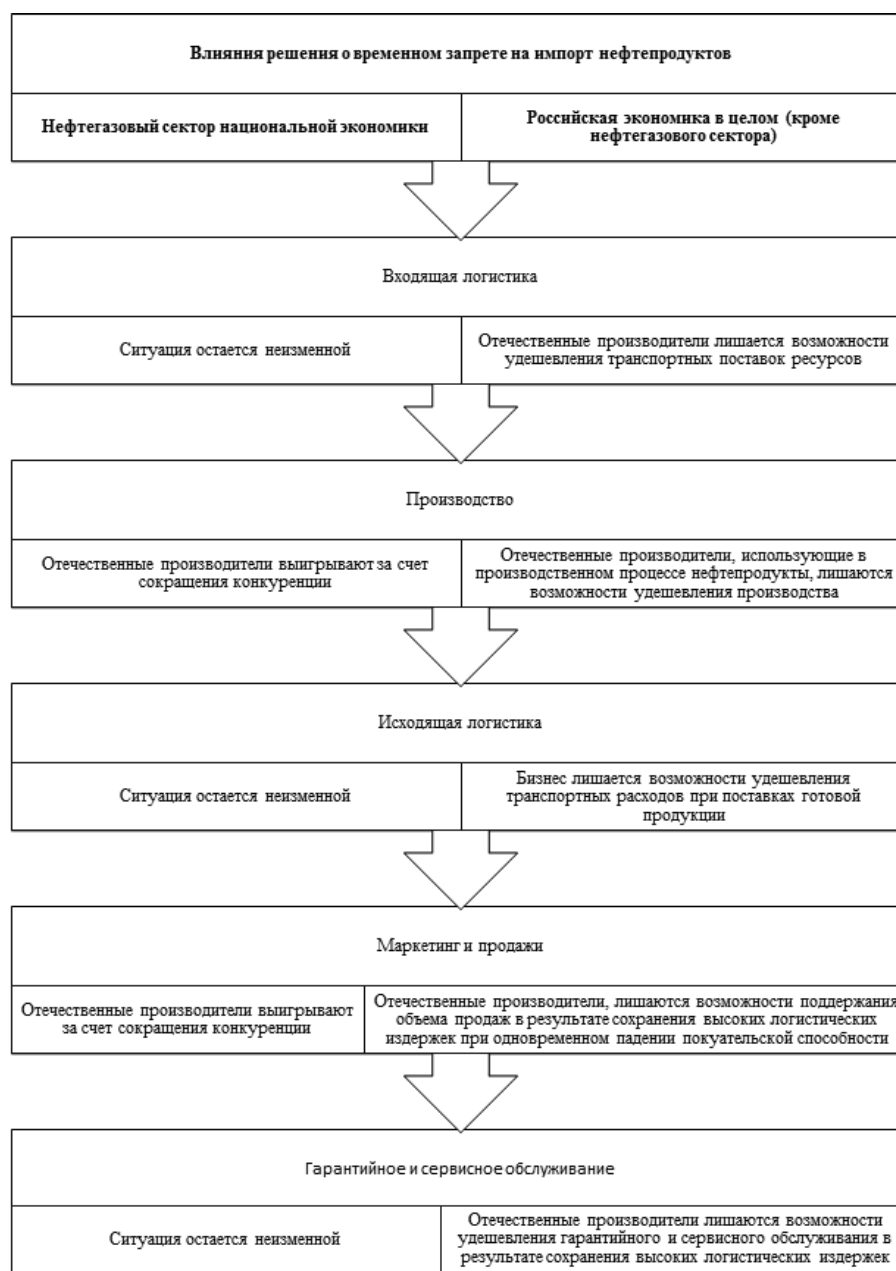 Влияния решения о временном запрете на импорт нефтепродуктов
Нефтегазовый сектор национальной экономики
Российская экономика в целом (кроме
нефтегазового сектора)
Входящая логистика
Ситуация остается неизменной
Отечественные производители лишается возможности
удешевления транспортных поставок ресурсов
Производство
Отечественные производители выигрывают за счет
сокращения конкуренции
Отечественные производители, использующие в
производственном процессе нефтепродукты, лишаются
возможности удешевления производства
Исходящая логистика
Ситуация остается неизменной
Бизнес лишается возможности удешевления
транспортных расходов при поставках готовой
продукции
Маркетинг и продажи
Отечественные производители выигрывают
за счет сокращения конкуренции
Отечественные производители, лишаются возможности поддержания
объема продаж в результате сохранения высоких логистических
издержек при одновременном падении покуательской способности
Гарантийное и сервисное обслуживание
Ситуация остается неизменной
Отечественные производители лишаются возможности
удешевления гарантийного и сервисного обслуживания в
результате сохранения высоких логистических издержек